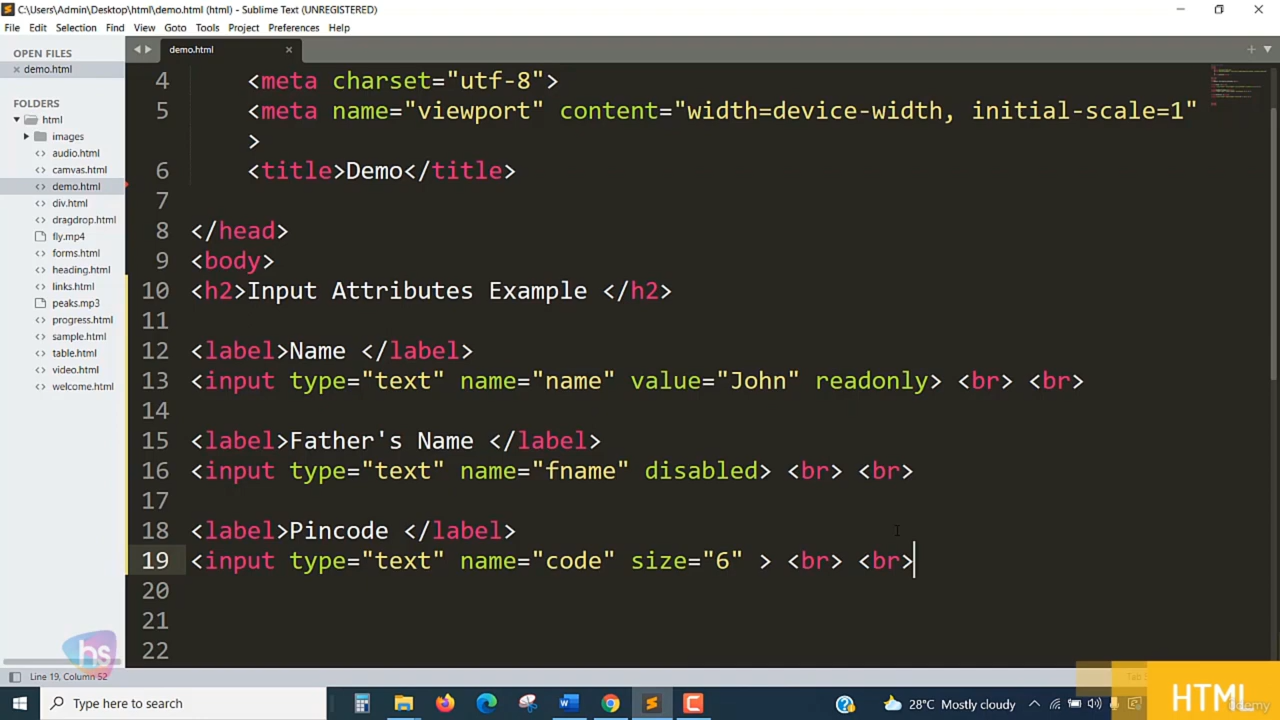 C:\Users\Admin\Desktop\html\demo.html (html) - Sublime Text (UNREGISTERED)
File Edit Selection Find View Goto Tools Project Preferences Help
OPEN FILES
demo.html
FOLDERS
html
images
audio.html
canvas.html
demo.html
div.html
dragdrop.html
fly.mp4
forms.html
heading.html
links.html
peaks.mp3
progress.html
sample.html
table.html
video.html
welcome.html
demo.html
4 <meta charset="utf-8">
5 <meta name="viewport" content="width=device-width, initial-scale=1"
>
6 <title>Demo</title>
7
8 </head>
9 <body>
10 <h2>Input Attributes Example </h2>
11
12 <label>Name </label>
13 <input type="text" name="name" value="John" readonly> <br> <br>
14
15 <label>Father's Name </label>
16 <input type="text" name="fname" disabled> <br> <br>
17
18 <label>Pincode </label>
19 <input type="text" name="code" size="6" > <br> <br>
20
21
22
hs
Line 19, Column 52
Type here to search
28°C Mostly cloudy
HTML
Udemy